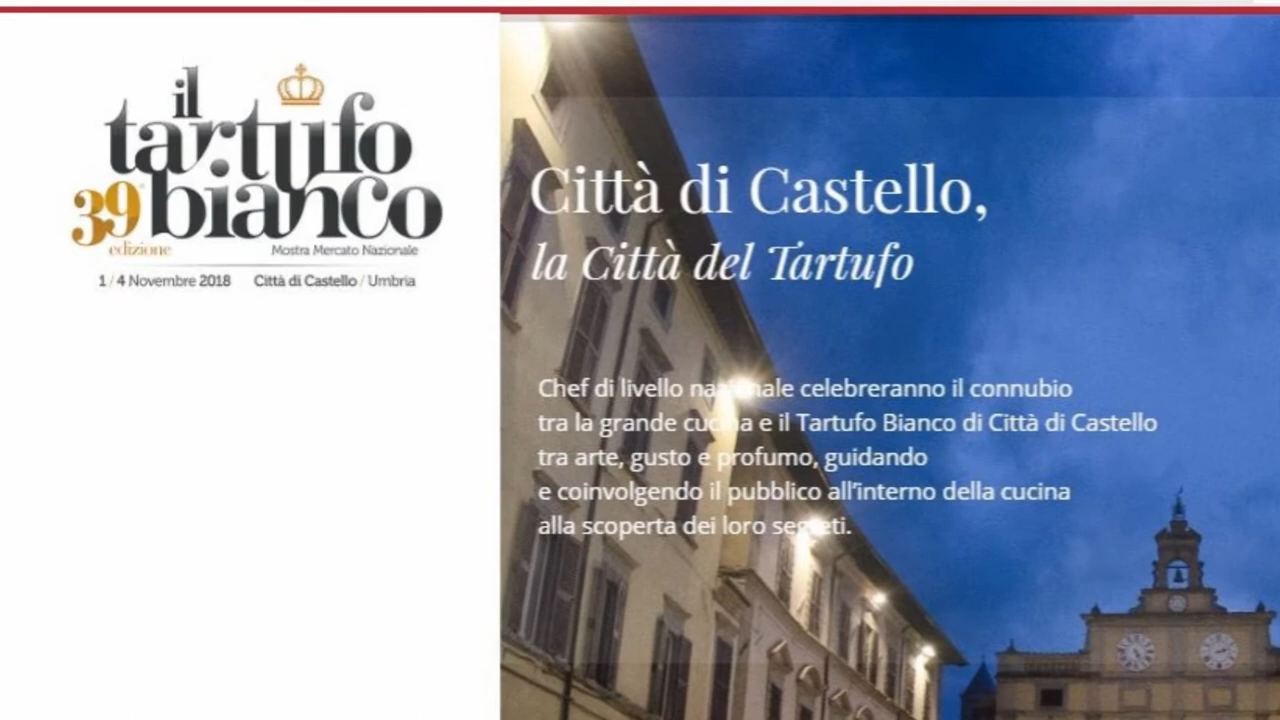 il
tartufo
bianco
39ª
edizione
Mostra Mercato Nazionale
1 / 4 Novembre 2018 Città di Castello / Umbria
Città di Castello,
la Città del Tartufo
Chef di livello nazionale celebreranno il connubio
tra la grande cucina e il Tartufo Bianco di Città di Castello
tra arte, gusto e profumo, guidando
e coinvolgendo il pubblico all'interno della cucina
alla scoperta dei loro segreti.